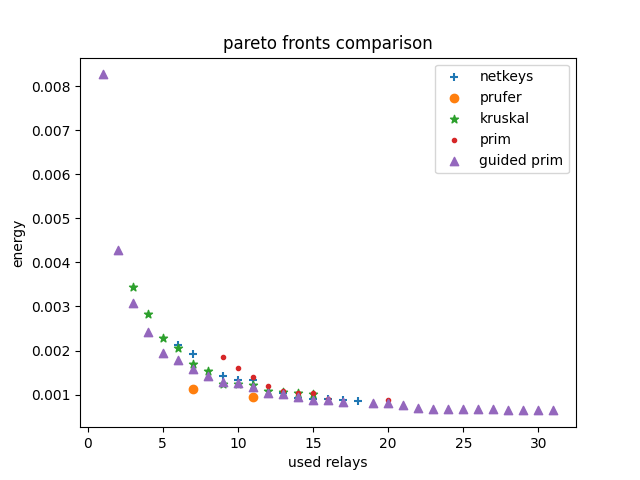 pareto fronts comparison
netkeys
prufer
kruskal
prim
guided prim
0.008
0.007
0.006
0.005
0.004
0.003
0.002
0.001
energy
0 5 10 15 20 25 30
used relays